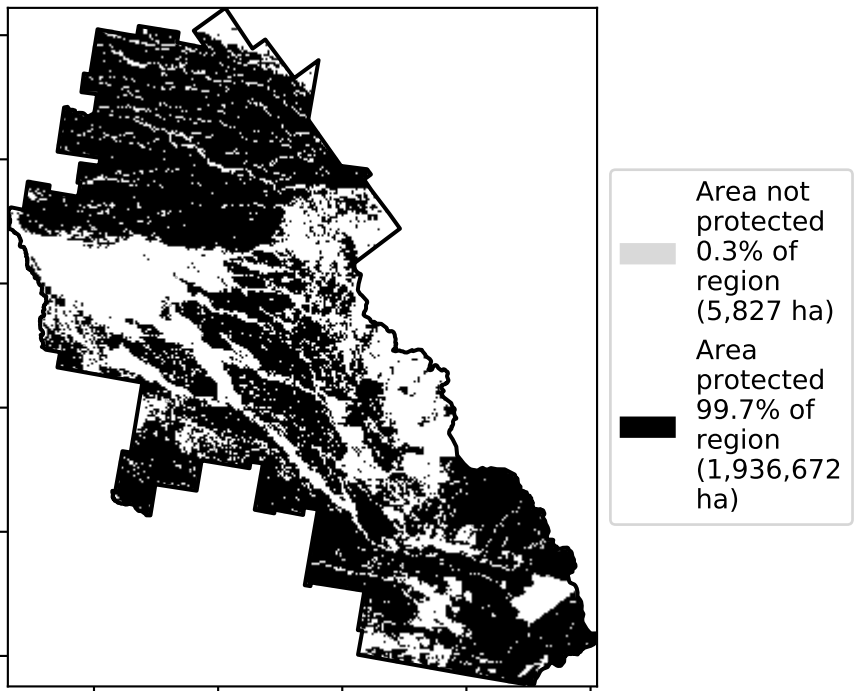 Area not
protected
0.3% of
region
(5,827 ha)
Area
protected
99.7% of
region
(1,936,672
ha)